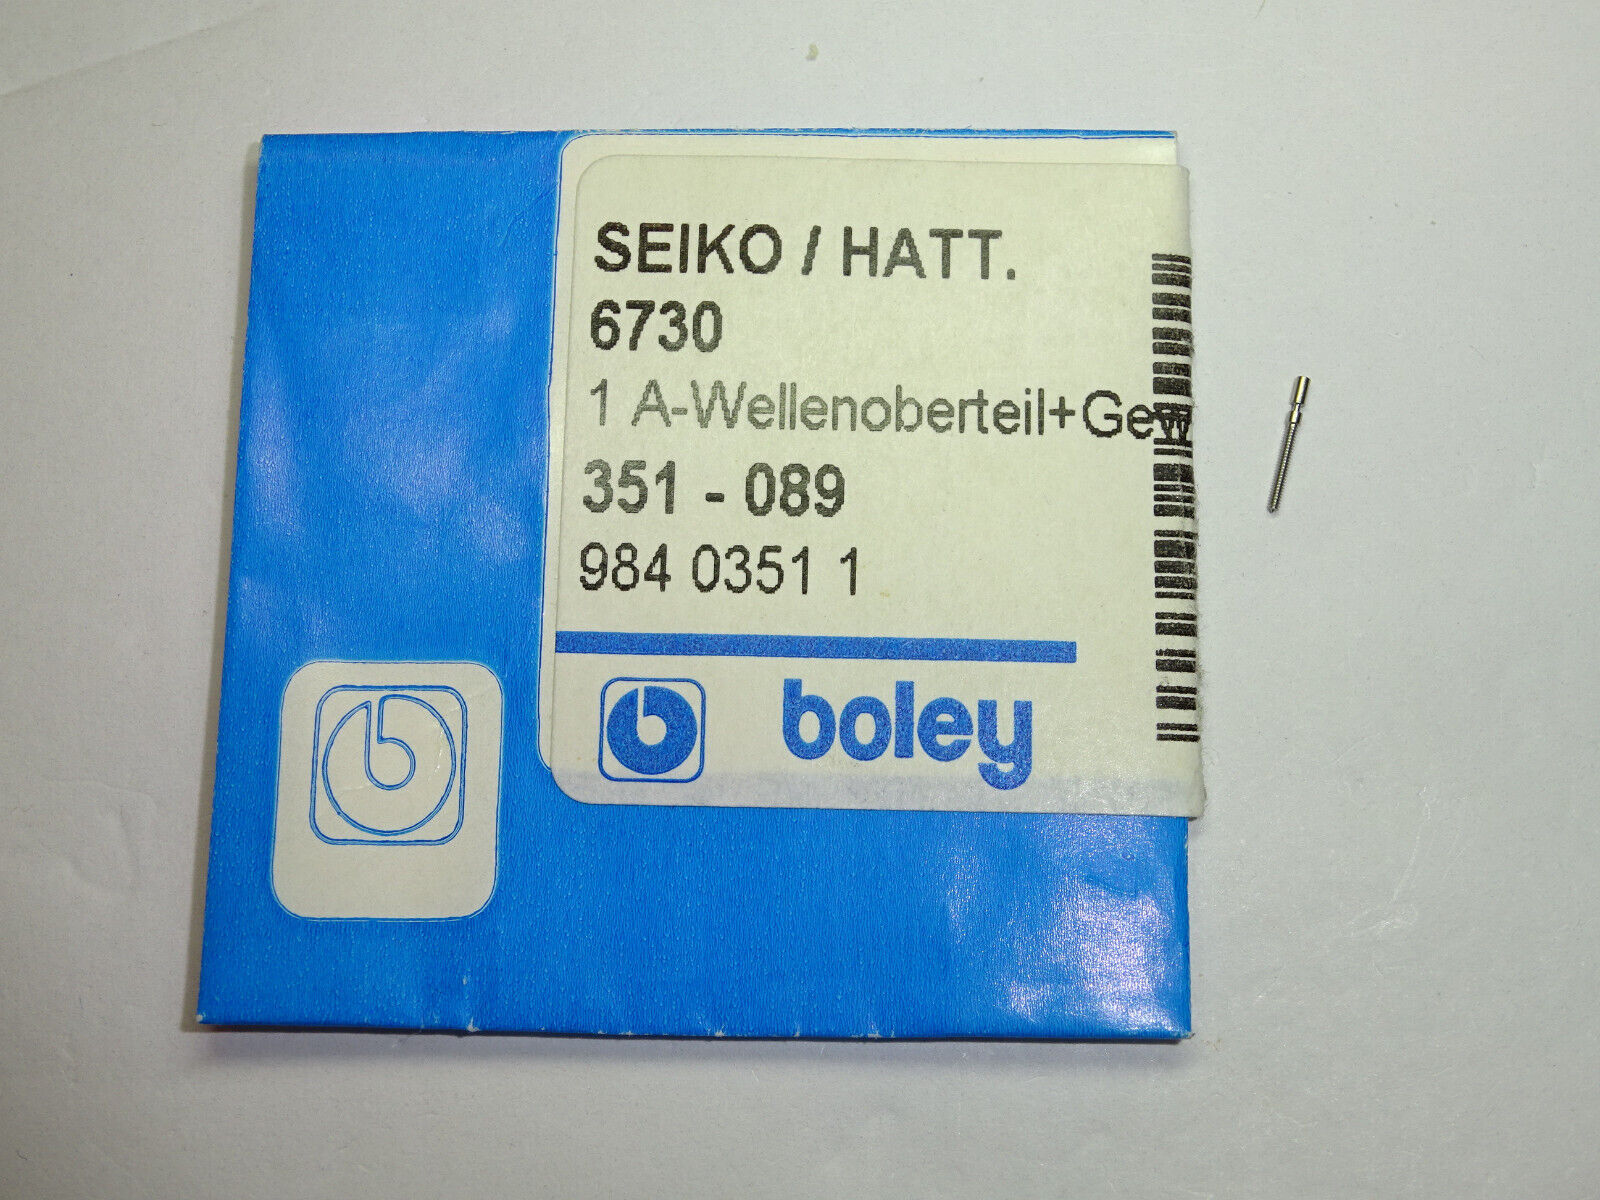 SEIKO / HATT.
6730
1 A-Wellenoberteil+Gew
351 - 089
984 0351 1
b boley
b